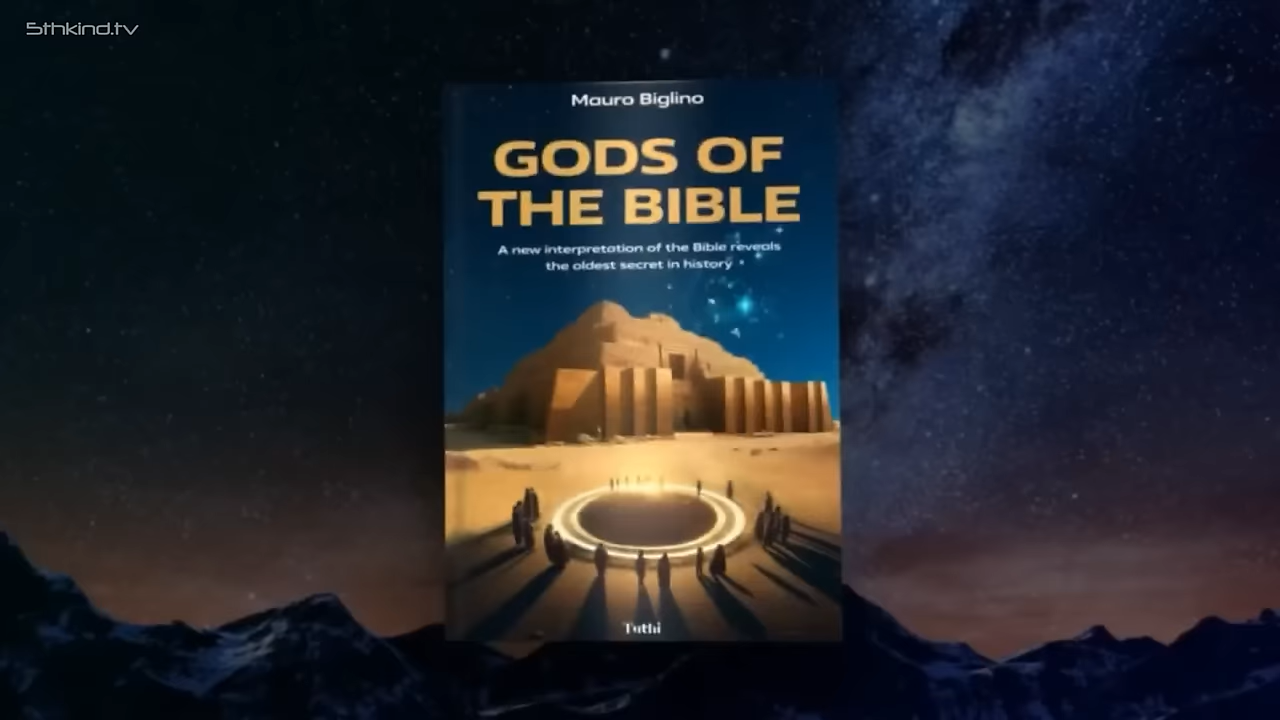 5thkind.tv
Mauro Biglino
GODS OF
THE BIBLE
A new interpretation of the Bible reveals
the oldest secret in history
Tuthi